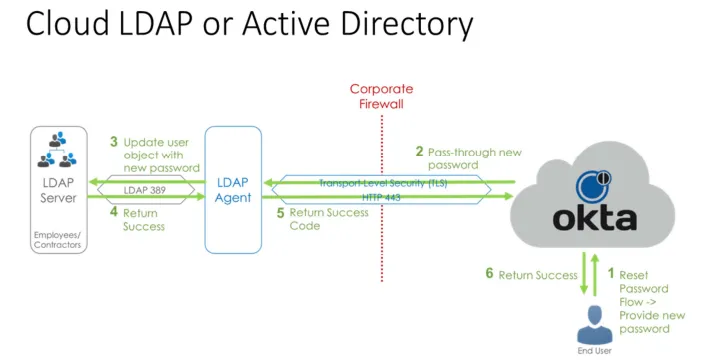 Cloud LDAP or Active Directory
Corporate
Firewall
3 Update user
object with
new password
2 Pass-through new
password
LDAP
Server
LDAP 389
LDAP
Agent
Transport-Level Security (TLS)
HTTP 443
4 Return
Success
5 Return Success
Code
Employees/
Contractors
okta
6 Return Success
1 Reset
Password
Flow ->
Provide new
password
End User